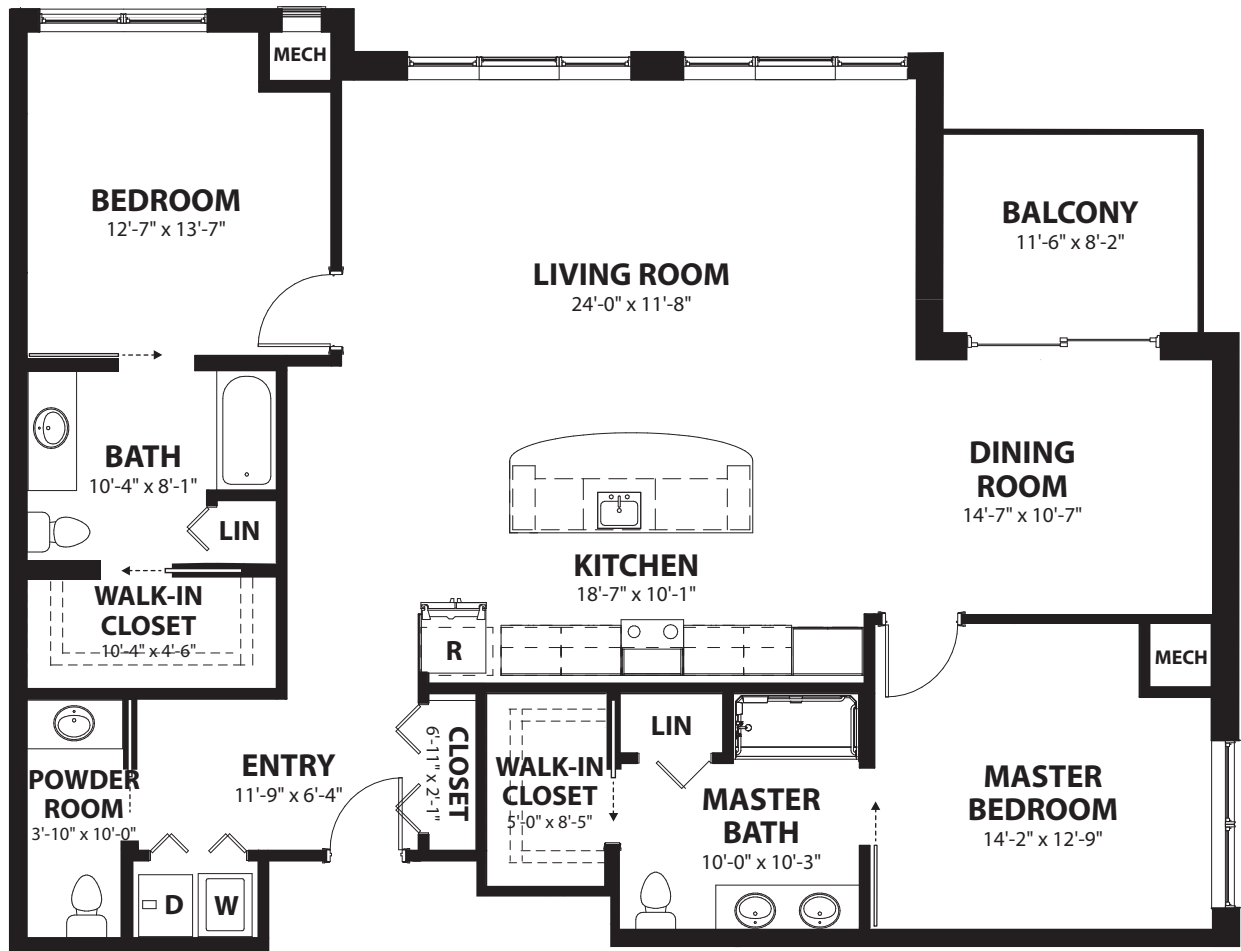 MECH
BEDROOM
12'-7" x 13'-7"
BALCONY
11'-6" x 8'-2"
LIVING ROOM
24'-0" x 11'-8"
BATH
10'-4" x 8'-1"
LIN
DINING
ROOM
14'-7" x 10'-7"
KITCHEN
18'-7" x 10'-1"
WALK-IN
CLOSET
10'-4" x 4'-6"
R
MECH
LIN
CLOSET
6'-11" x 2'-1"
ENTRY
11'-9" x 6'-4"
WALK-IN
CLOSET
5'-0" x 8'-5"
POWDER
ROOM
3'-10" x 10'-0"
MASTER
BATH
10'-0" x 10'-3"
MASTER
BEDROOM
14'-2" x 12'-9"
D
W